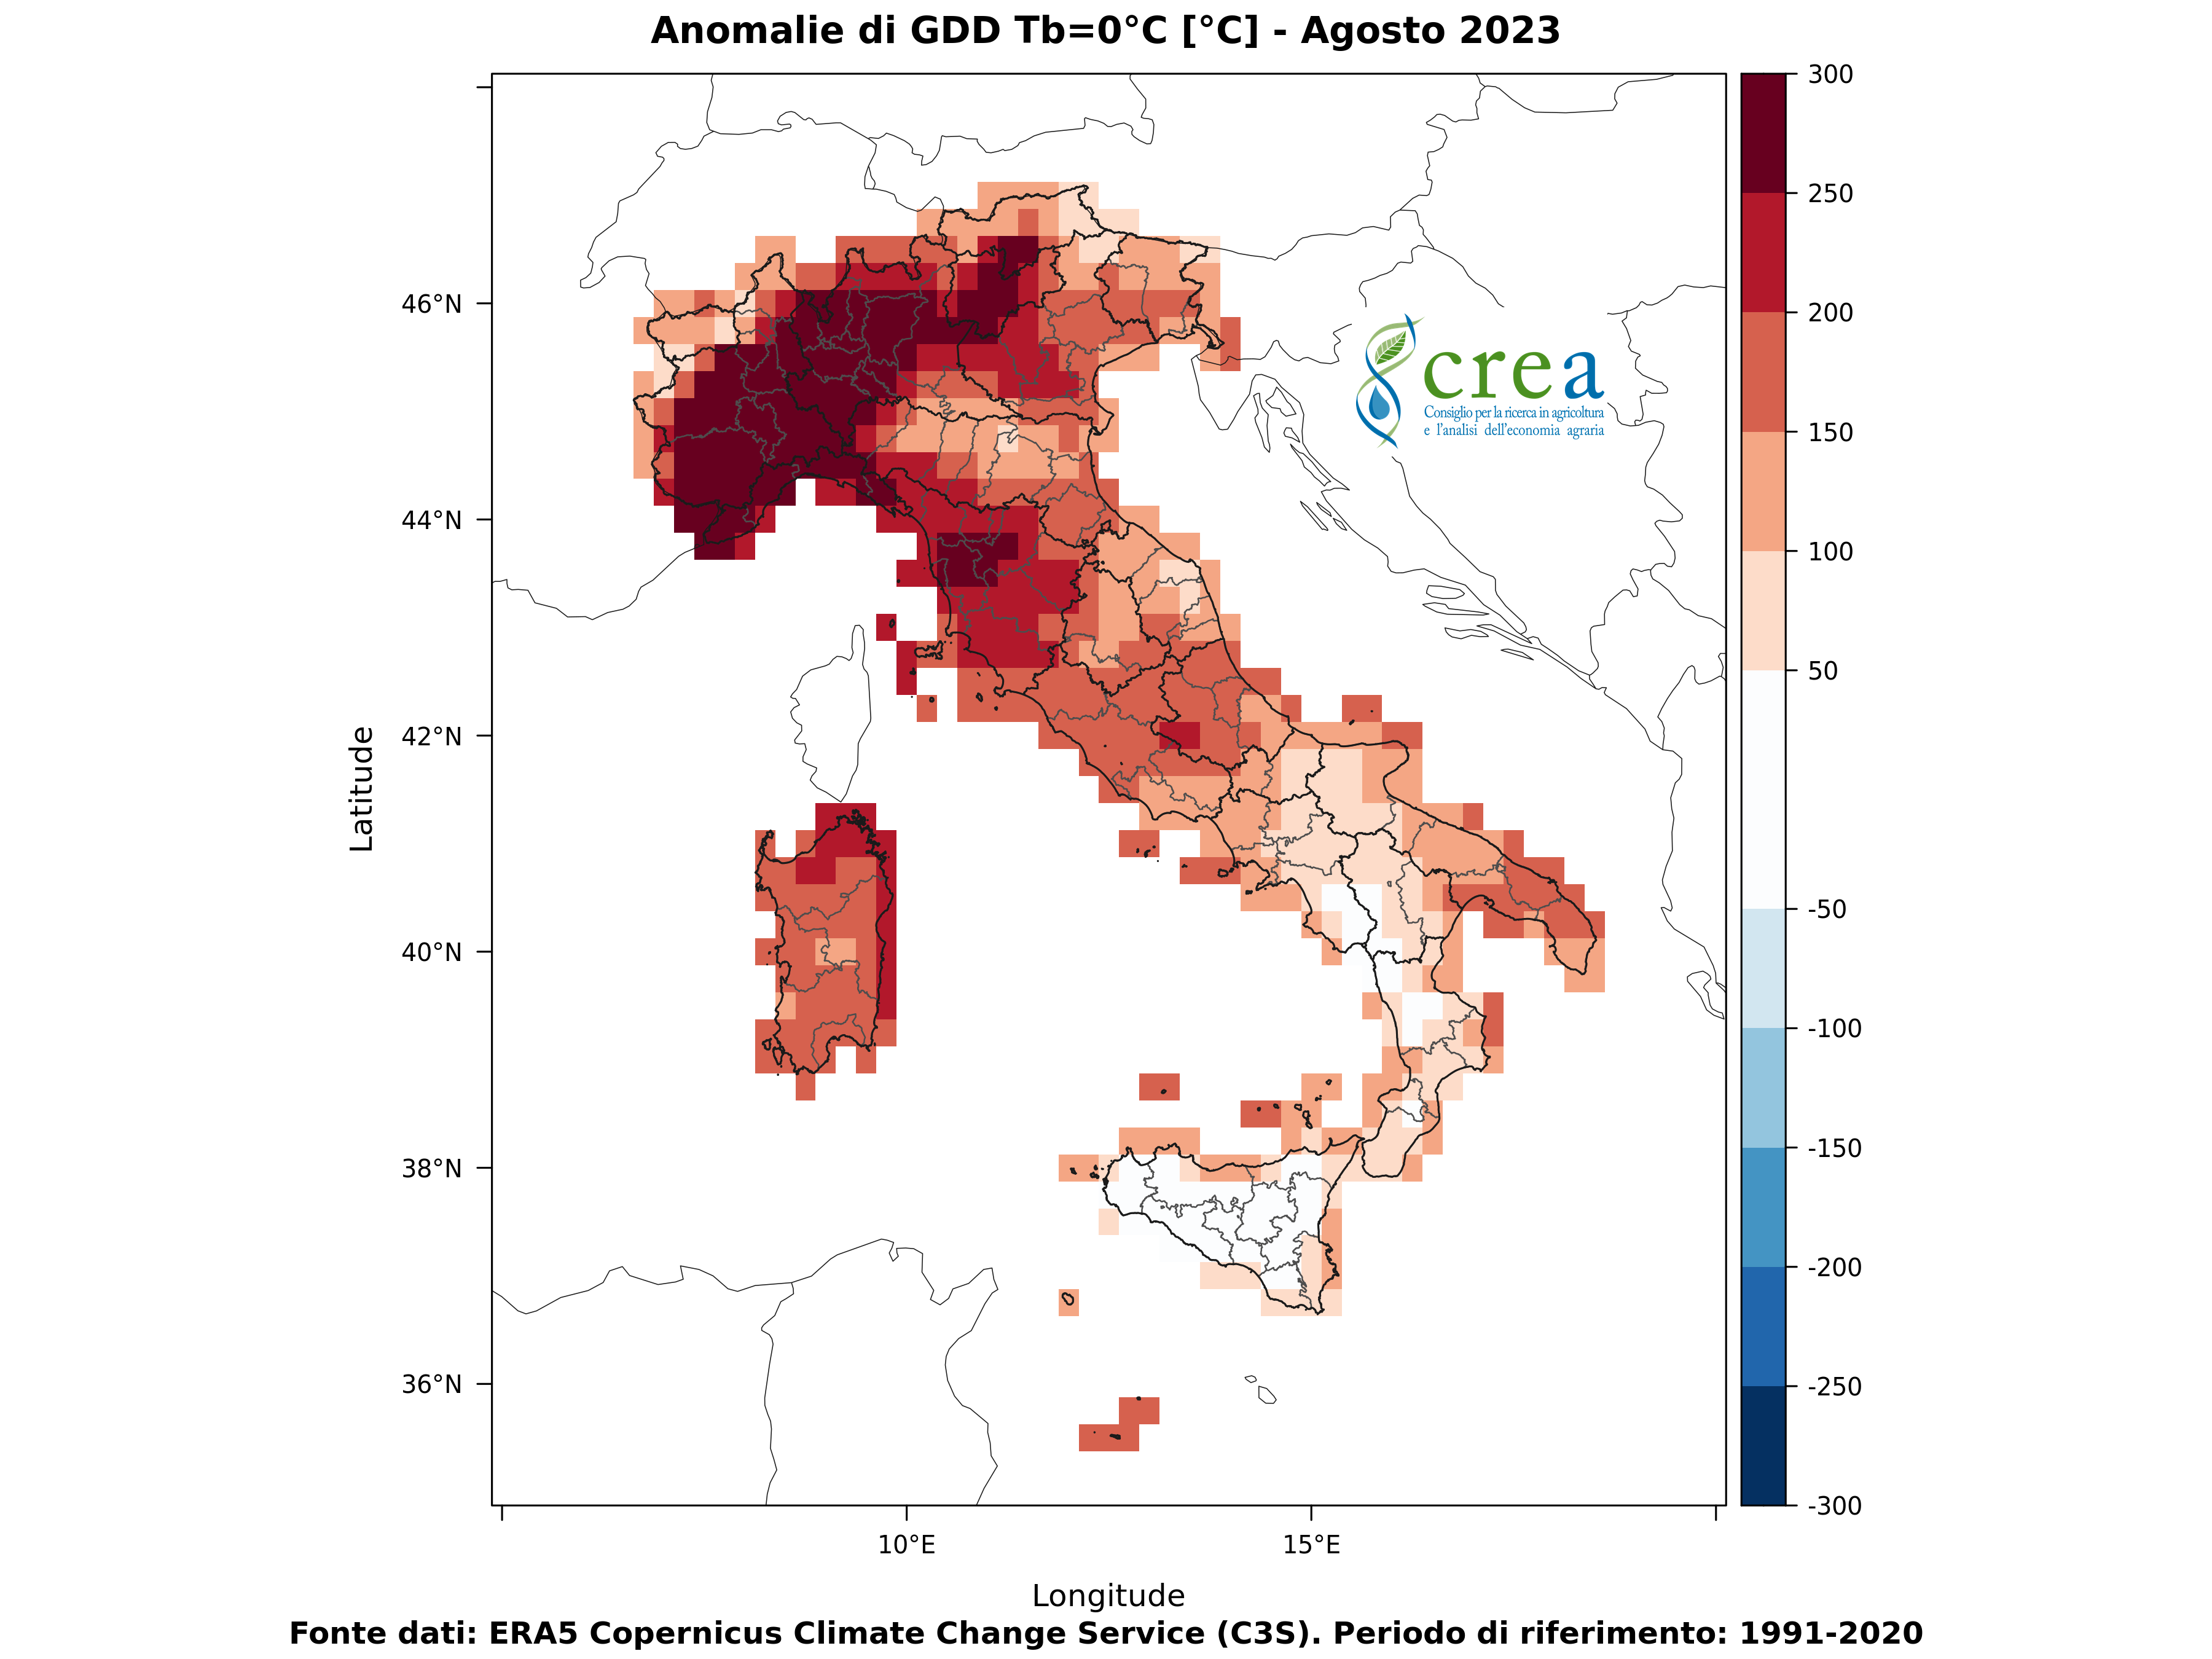 Anomalie di GDD Tb=0°C [°C] - Agosto 2023
300
250
200
150
100
50
-50
-100
-150
-200
-250
-300
46°N
44°N
42°N
40°N
38°N
36°N
Latitude
crea
Consiglio per la ricerca in agricoltura
e l'analisi dell'economia agraria
10°E
15°E
Longitude
Fonte dati: ERA5 Copernicus Climate Change Service (C3S). Periodo di riferimento: 1991-2020